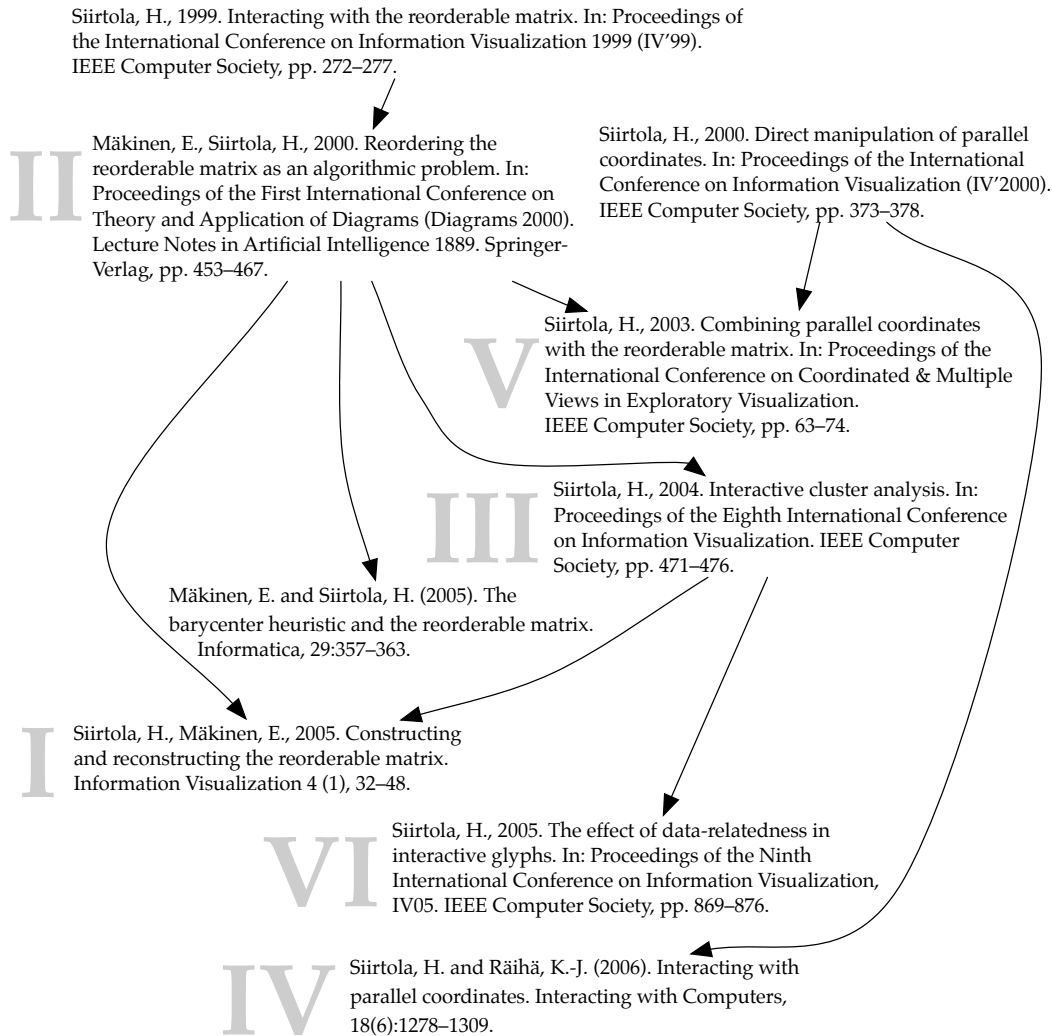 Siirtola, H., 1999. Interacting with the reorderable matrix. In: Proceedings of
the International Conference on Information Visualization 1999 (IV'99).
IEEE Computer Society, pp. 272–277.
II
Mäkinen, E., Siirtola, H., 2000. Reordering the
reorderable matrix as an algorithmic problem. In:
Proceedings of the First International Conference on
Theory and Application of Diagrams (Diagrams 2000).
Lecture Notes in Artificial Intelligence 1889. Springer-
Verlag, pp. 453–467.
Siirtola, H., 2000. Direct manipulation of parallel
coordinates. In: Proceedings of the International
Conference on Information Visualization (IV'2000).
IEEE Computer Society, pp. 373–378.
V
Siirtola, H., 2003. Combining parallel coordinates
with the reorderable matrix. In: Proceedings of the
International Conference on Coordinated & Multiple
Views in Exploratory Visualization.
IEEE Computer Society, pp. 63–74.
III
Siirtola, H., 2004. Interactive cluster analysis. In:
Proceedings of the Eighth International Conference
on Information Visualization. IEEE Computer
Society, pp. 471–476.
Mäkinen, E. and Siirtola, H. (2005). The
barycenter heuristic and the reorderable matrix.
Informatica, 29:357–363.
I
Siirtola, H., Mäkinen, E., 2005. Constructing
and reconstructing the reorderable matrix.
Information Visualization 4 (1), 32–48.
VI
Siirtola, H., 2005. The effect of data-relatedness in
interactive glyphs. In: Proceedings of the Ninth
International Conference on Information Visualization,
IV05. IEEE Computer Society, pp. 869–876.
IV
Siirtola, H. and Räihä, K.-J. (2006). Interacting with
parallel coordinates. Interacting with Computers,
18(6):1278–1309.